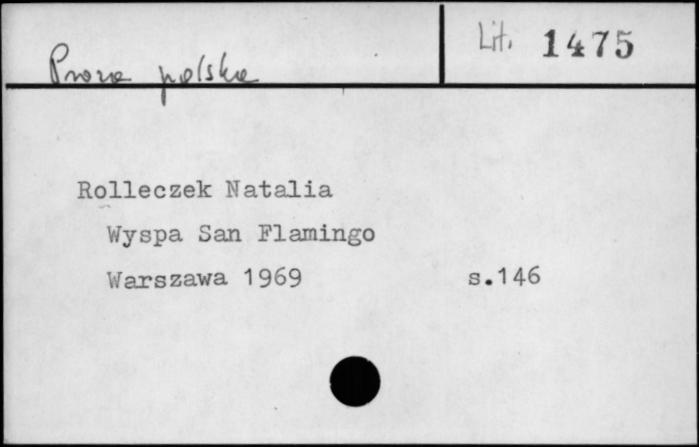 Proza polska
Lit. 1475
Rolleczek Natalia
Wyspa San Flamingo
Warszawa 1969 s.146